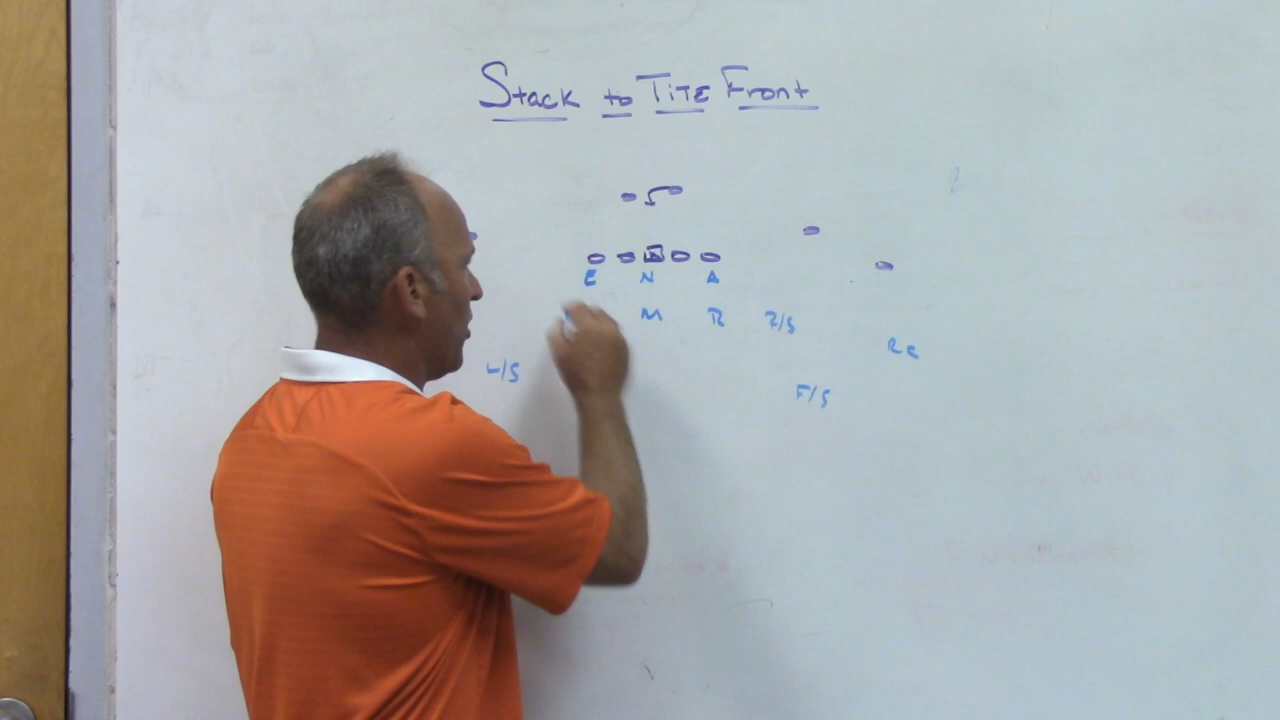 Stack to Tite Front
E N A
M R R/S
RC
L/S
F/S